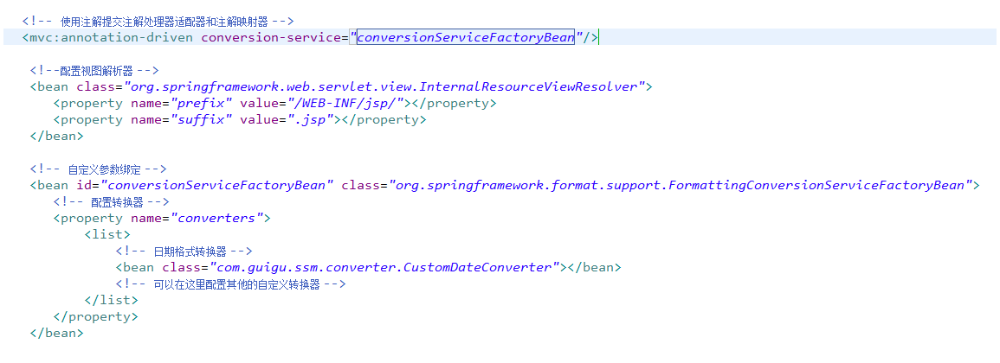 <!-- 使用注解提交注解处理器适配器和注解映射器 -->
<mvc:annotation-driven conversion-service="conversionServiceFactoryBean"/>
<!--配置视图解析器 -->
<bean class="org.springframework.web.servlet.view.InternalResourceViewResolver">
<property name="prefix" value="/WEB-INF/jsp/"></property>
<property name="suffix" value=".jsp"></property>
</bean>
<!-- 自定义参数绑定 -->
<bean id="conversionServiceFactoryBean" class="org.springframework.format.support.FormattingConversionServiceFactoryBean">
<!-- 配置转换器 -->
<property name="converters">
<list>
<!-- 日期格式转换器 -->
<bean class="com.guigu.ssm.converter.CustomDateConverter"></bean>
<!-- 可以在这里配置其他的自定义转换器 -->
</list>
</property>
</bean>